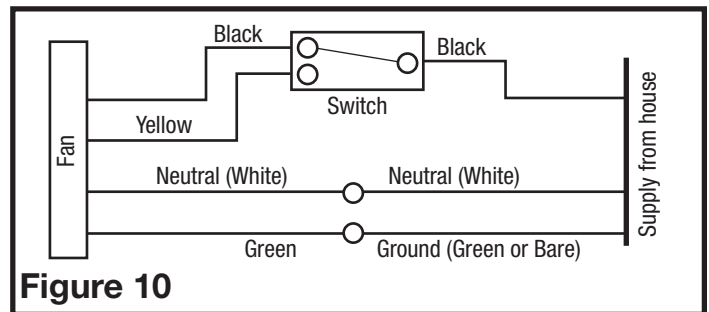 Black
Black
Switch
Yellow
Fan
Supply from house
Neutral (White)
Neutral (White)
Green
Ground (Green or Bare)
Figure 10